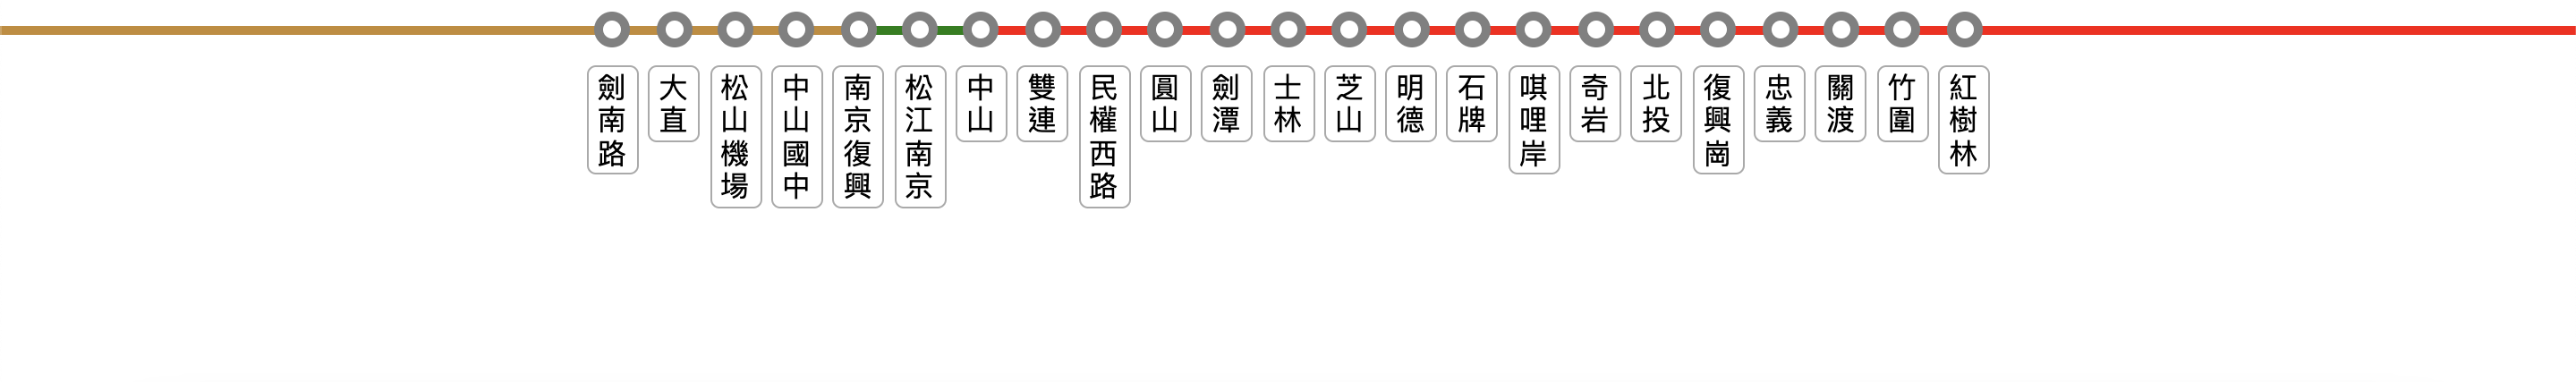 劍南路
大直
松山機場
中山國中
南京復興
松江南京
中山
雙連
民權西路
圓山
劍潭
士林
芝山
明德
石牌
唭哩岸
奇岩
北投
復興崗
忠義
關渡
竹圍
紅樹林